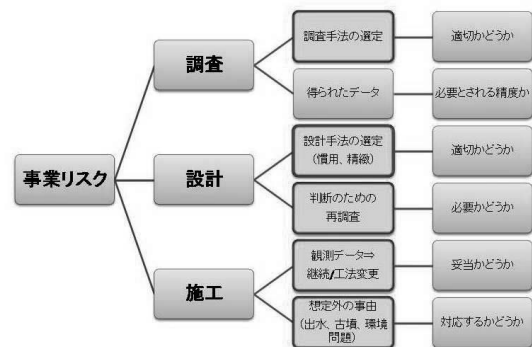 事業リスク
調査
調査手法の選定
適切かどうか
得られたデータ
必要とされる精度か
設計
設計手法の選定
(慣用、精緻)
適切かどうか
判断のための
再調査
必要かどうか
施工
観測データ⇒
継続/工法変更
妥当かどうか
想定外の事由
(出水、古墳、環境
問題)
対応するかどうか